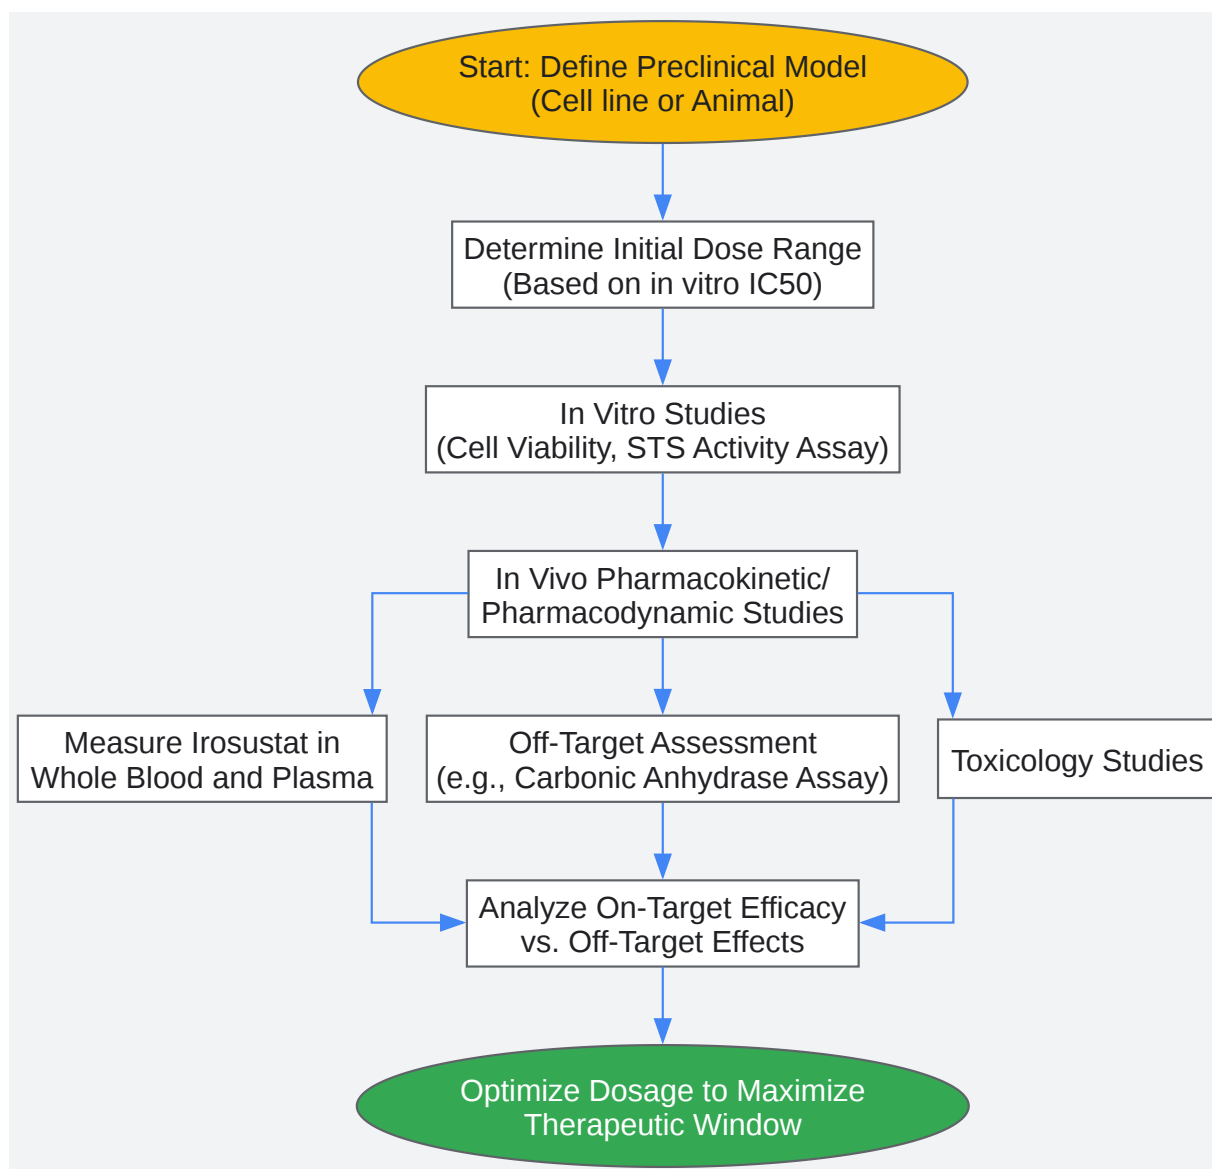 Start: Define Preclinical Model
(Cell line or Animal)
Determine Initial Dose Range
(Based on in vitro IC50)
In Vitro Studies
(Cell Viability, STS Activity Assay)
In Vivo Pharmacokinetic/
Pharmacodynamic Studies
Measure Irosustat in
Whole Blood and Plasma
Off-Target Assessment
(e.g., Carbonic Anhydrase Assay)
Toxicology Studies
Analyze On-Target Efficacy
vs. Off-Target Effects
Optimize Dosage to Maximize
Therapeutic Window